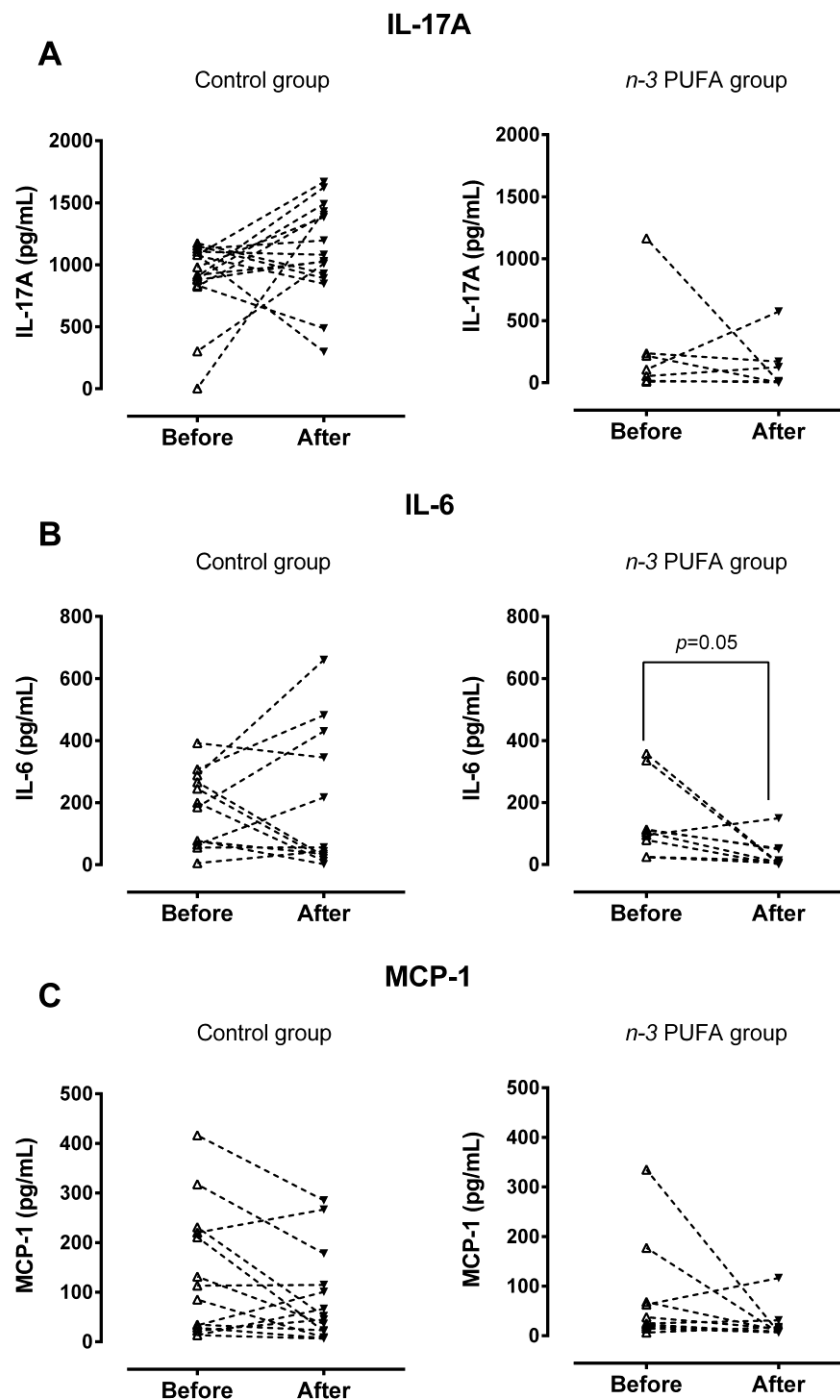 IL-17A
A
Control group
n-3 PUFA group
IL-17A (pg/mL)
2000
1500
1000
500
0
Before After
IL-17A (pg/mL)
2000
1500
1000
500
0
Before After
IL-6
B
Control group
n-3 PUFA group
IL-6 (pg/mL)
800
600
400
200
0
Before After
IL-6 (pg/mL)
800
600
400
200
0
p=0.05
Before After
MCP-1
C
Control group
n-3 PUFA group
MCP-1 (pg/mL)
500
400
300
200
100
0
Before After
MCP-1 (pg/mL)
500
400
300
200
100
0
Before After